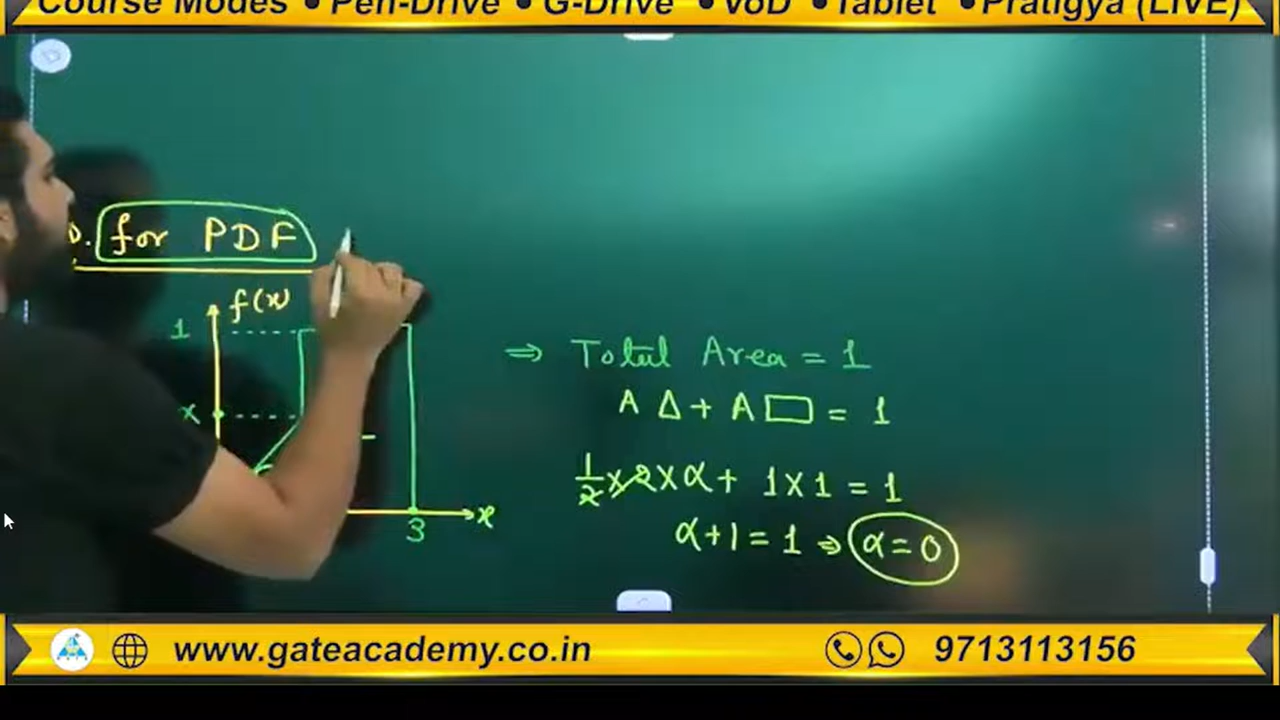 Course Modes • Pen-Drive • G-Drive • VoD • Tablet • Pratigya (LIVE)
for PDF
f(x)
1
x
3
x
⇒ Total Area = 1
A △ + A ▭ = 1
1/2 × 2 × α + 1 × 1 = 1
α + 1 = 1 ⇒ α = 0
www.gateacademy.co.in
9713113156